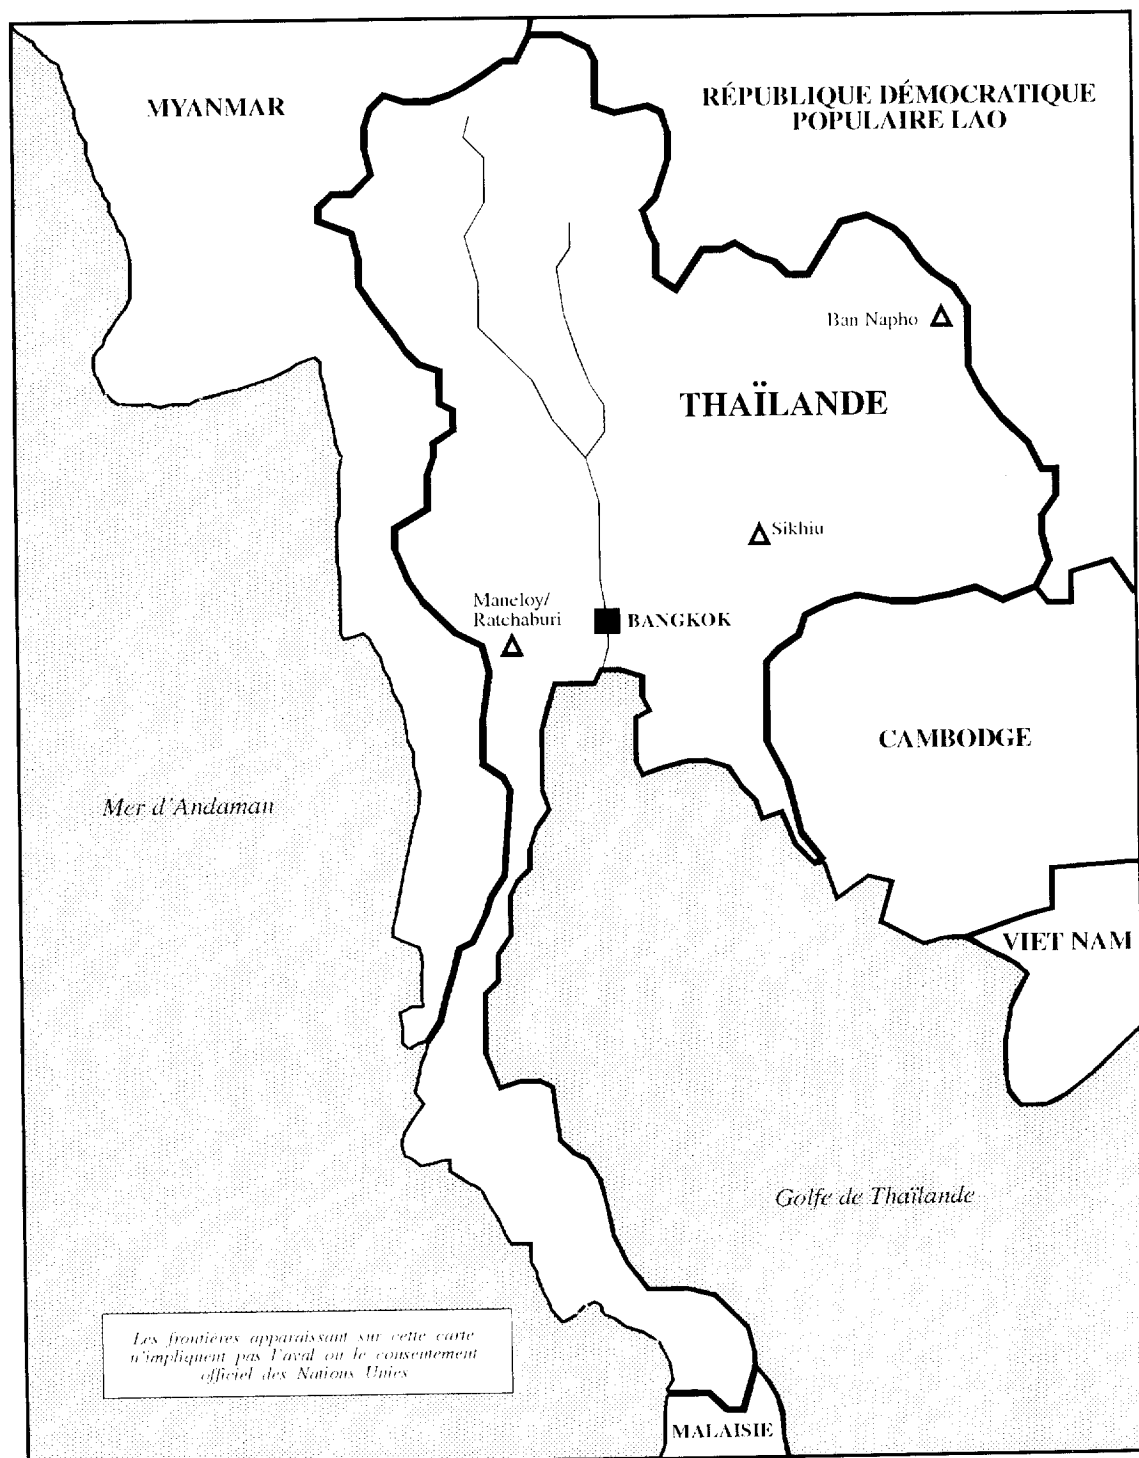 MYANMAR
RÉPUBLIQUE DÉMOCRATIQUE
POPULAIRE LAO
Ban Napho
THAÏLANDE
Sikhiu
Maneloy/
Ratchaburi
BANGKOK
CAMBODGE
Mer d'Andaman
VIET NAM
Golfe de Thaïlande
Les frontières apparaissant sur cette carte
n'impliquent pas l'aval ou le consentement
officiel des Nations Unies
MALAISIE